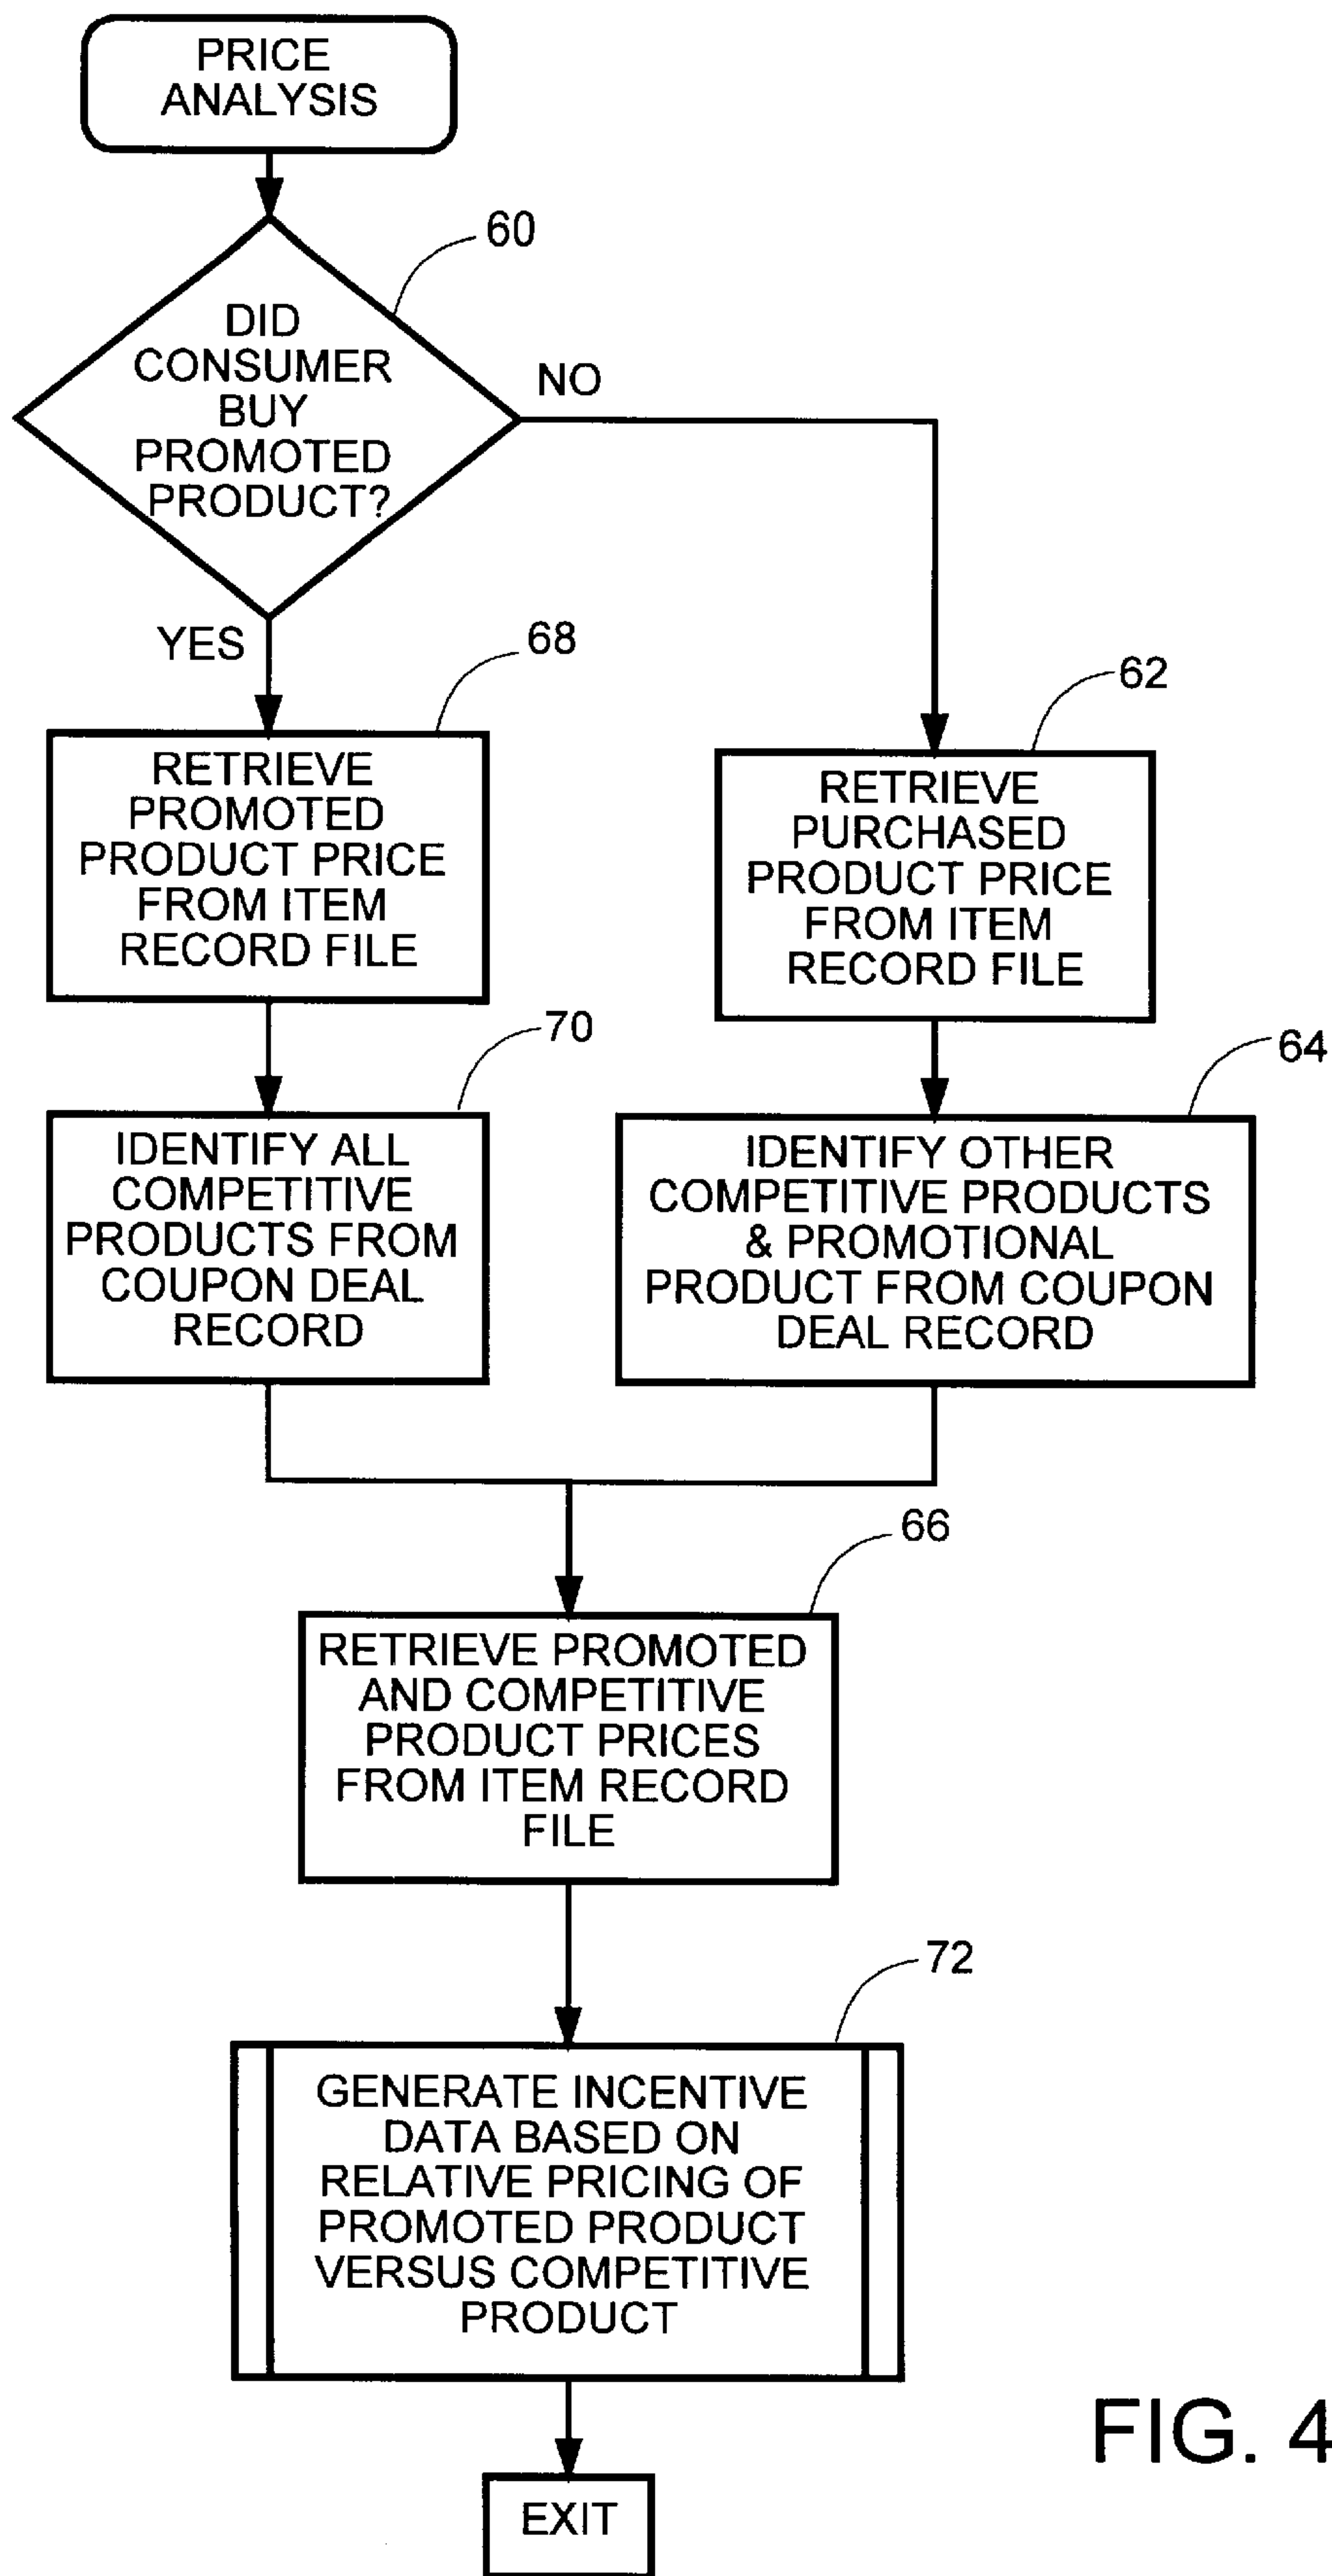 PRICE
ANALYSIS
60
DID
CONSUMER
BUY
PROMOTED
PRODUCT?
NO
YES
68
RETRIEVE
PROMOTED
PRODUCT PRICE
FROM ITEM
RECORD FILE
62
RETRIEVE
PURCHASED
PRODUCT PRICE
FROM ITEM
RECORD FILE
70
IDENTIFY ALL
COMPETITIVE
PRODUCTS FROM
COUPON DEAL
RECORD
64
IDENTIFY OTHER
COMPETITIVE PRODUCTS
& PROMOTIONAL
PRODUCT FROM COUPON
DEAL RECORD
66
RETRIEVE PROMOTED
AND COMPETITIVE
PRODUCT PRICES
FROM ITEM RECORD
FILE
72
GENERATE INCENTIVE
DATA BASED ON
RELATIVE PRICING OF
PROMOTED PRODUCT
VERSUS COMPETITIVE
PRODUCT
EXIT
FIG. 4